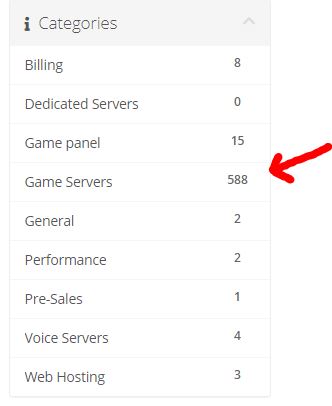 Categories
Billing 8
Dedicated Servers 0
Game panel 15
Game Servers 588
General 2
Performance 2
Pre-Sales 1
Voice Servers 4
Web Hosting 3